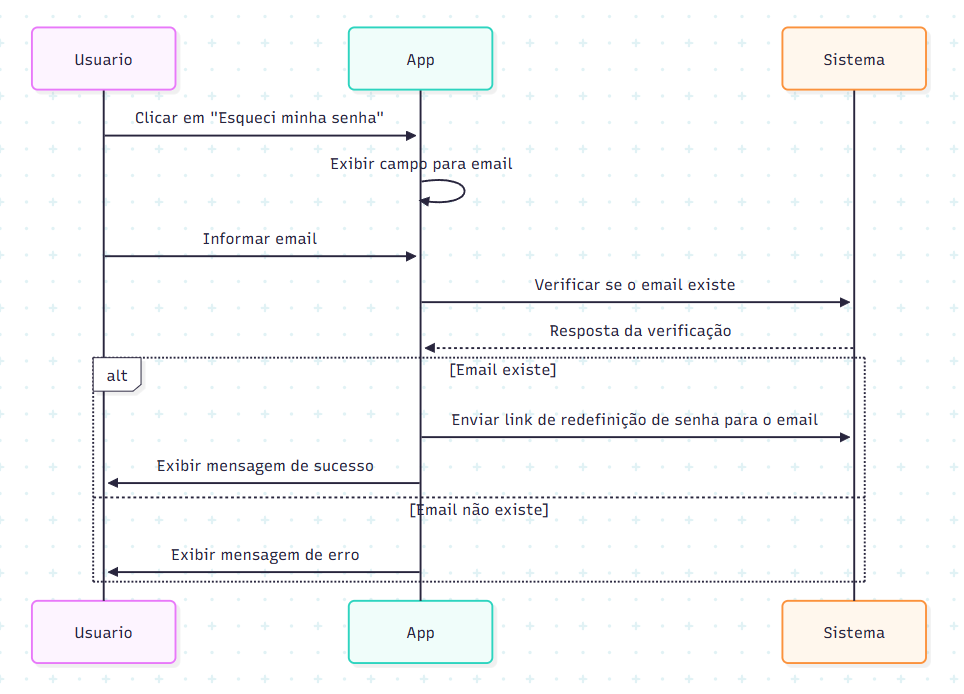 Usuario
App
Sistema
Clicar em "Esqueci minha senha"
Exibir campo para email
Informar email
Verificar se o email existe
Resposta da verificação
alt
[Email existe]
Enviar link de redefinição de senha para o email
Exibir mensagem de sucesso
[Email não existe]
Exibir mensagem de erro
Usuario
App
Sistema